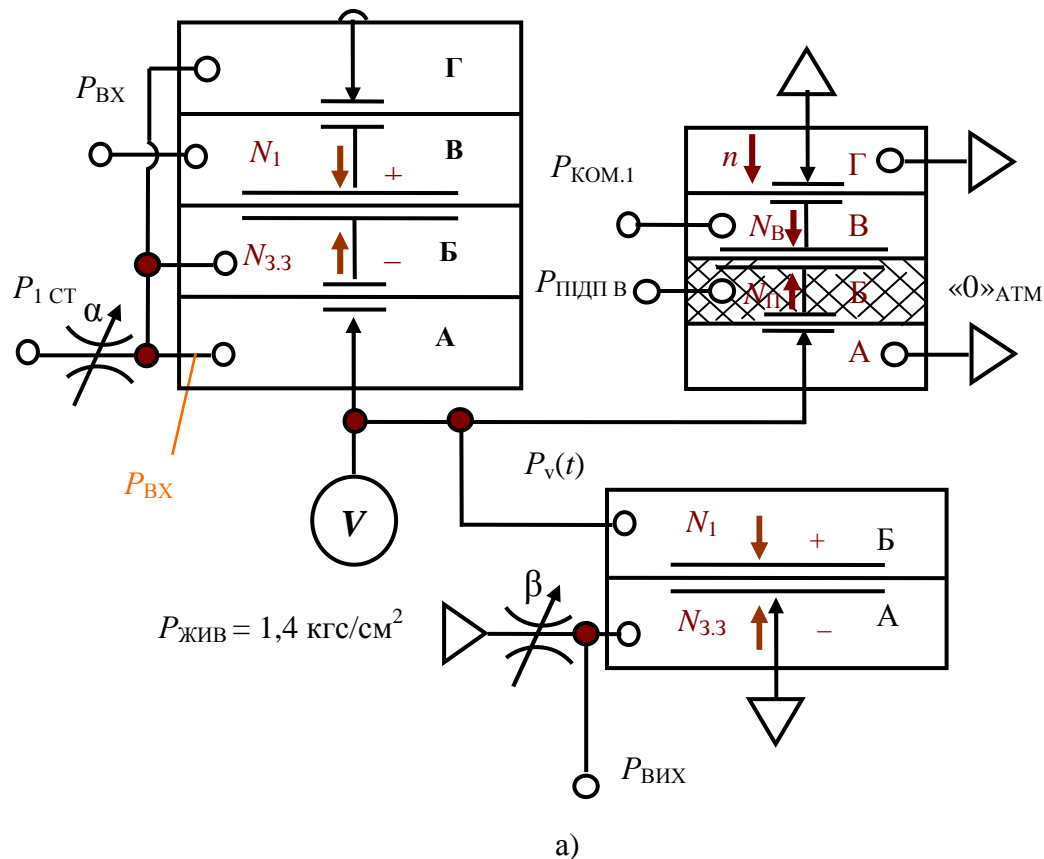 Г
P_ВХ
N_1
+
В
N_З.З
–
Б
P_1 СТ
α
А
P_ВХ
n
Г
P_КОМ.1
N_В
В
P_ПІДП В
N_П
Б
«0»_АТМ
А
P_v(t)
V
N_1
+
Б
β
P_ЖИВ = 1,4 кгс/см²
N_З.З
–
А
P_ВИХ
а)